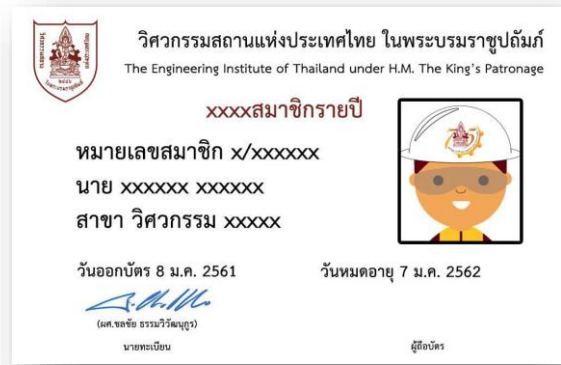 วิศวกรรมสถานแห่งประเทศไทย ในพระบรมราชูปถัมภ์
The Engineering Institute of Thailand under H.M. The King's Patronage
xxxxสมาชิกรายปี
หมายเลขสมาชิก x/xxxxxx
นาย xxxxxx xxxxxx
สาขา วิศวกรรม xxxxx
วันออกบัตร 8 ม.ค. 2561
วันหมดอายุ 7 ม.ค. 2562
(ผศ.ชลชัย ธรรมวิวัฒนุกูร)
นายทะเบียน
ผู้ถือบัตร